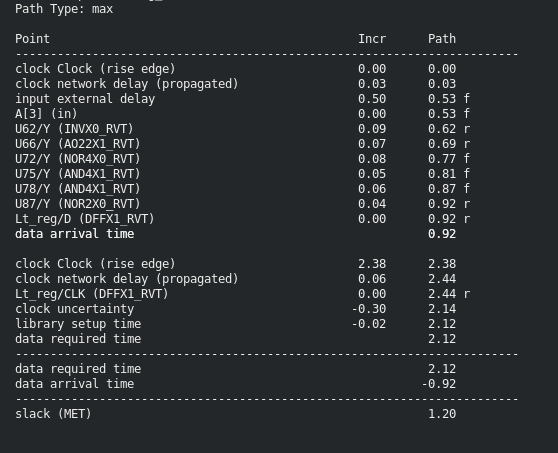 Path Type: max
Point Incr Path
---------------------------------------------------------------
clock Clock (rise edge) 0.00 0.00
clock network delay (propagated) 0.03 0.03
input external delay 0.50 0.53 f
A[3] (in) 0.00 0.53 f
U62/Y (INVX0_RVT) 0.09 0.62 r
U66/Y (AO22X1_RVT) 0.07 0.69 r
U72/Y (NOR4X0_RVT) 0.08 0.77 f
U75/Y (AND4X1_RVT) 0.05 0.81 f
U78/Y (AND4X1_RVT) 0.06 0.87 f
U87/Y (NOR2X0_RVT) 0.04 0.92 r
Lt_reg/D (DFFX1_RVT) 0.00 0.92 r
data arrival time 0.92
clock Clock (rise edge) 2.38 2.38
clock network delay (propagated) 0.06 2.44
Lt_reg/CLK (DFFX1_RVT) 0.00 2.44 r
clock uncertainty -0.30 2.14
library setup time -0.02 2.12
data required time 2.12
---------------------------------------------------------------
data required time 2.12
data arrival time -0.92
---------------------------------------------------------------
slack (MET) 1.20